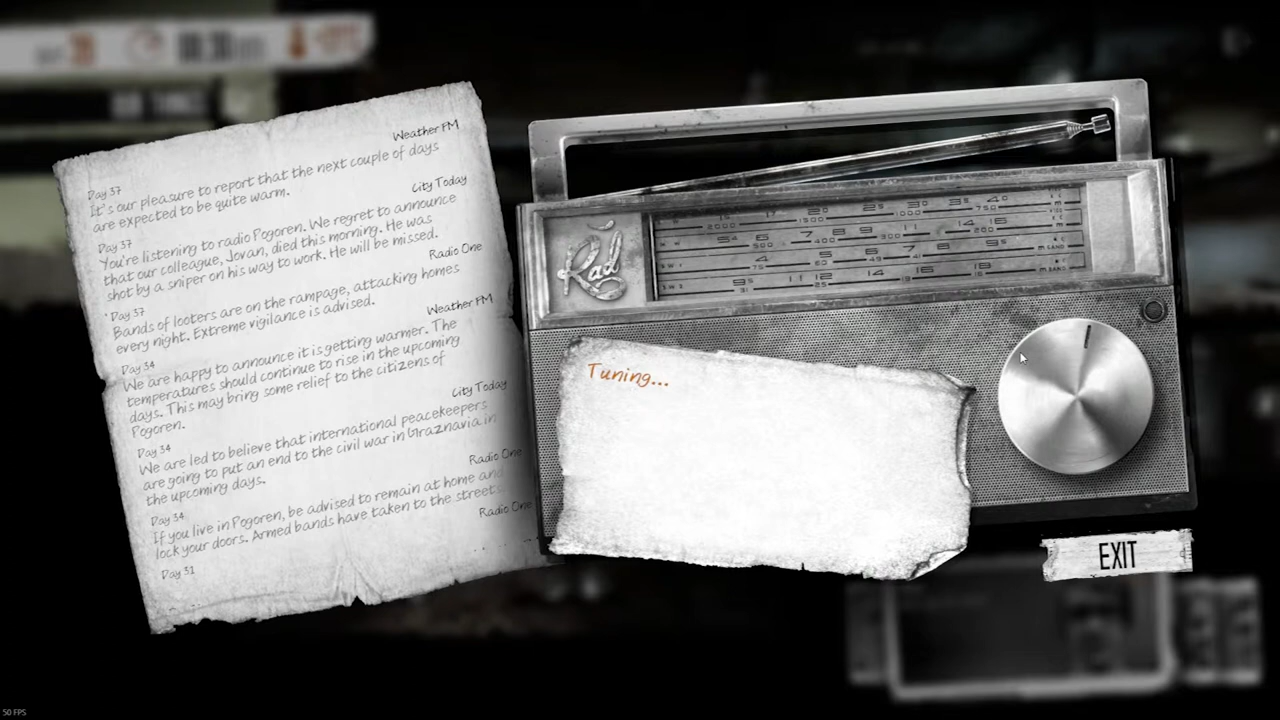 Weather FM
Day 37
It's our pleasure to report that the next couple of days
are expected to be quite warm.
City Today
Day 37
You're listening to radio Pogoren. We regret to announce
that our colleague, Jovan, died this morning. He was
shot by a sniper on his way to work. He will be missed.
Radio One
Day 37
Bands of looters are on the rampage, attacking homes
every night. Extreme vigilance is advised.
Weather FM
Day 34
We are happy to announce it is getting warmer. The
temperatures should continue to rise in the upcoming
days. This may bring some relief to the citizens of
Pogoren.
City Today
Day 34
We are led to believe that international peacekeepers
are going to put an end to the civil war in Graznavia in
the upcoming days.
Radio One
Day 34
If you live in Pogoren, be advised to remain at home and
lock your doors. Armed bands have taken to the streets.
Radio One
Day 31
Rad
Tuning...
EXIT
50 FPS